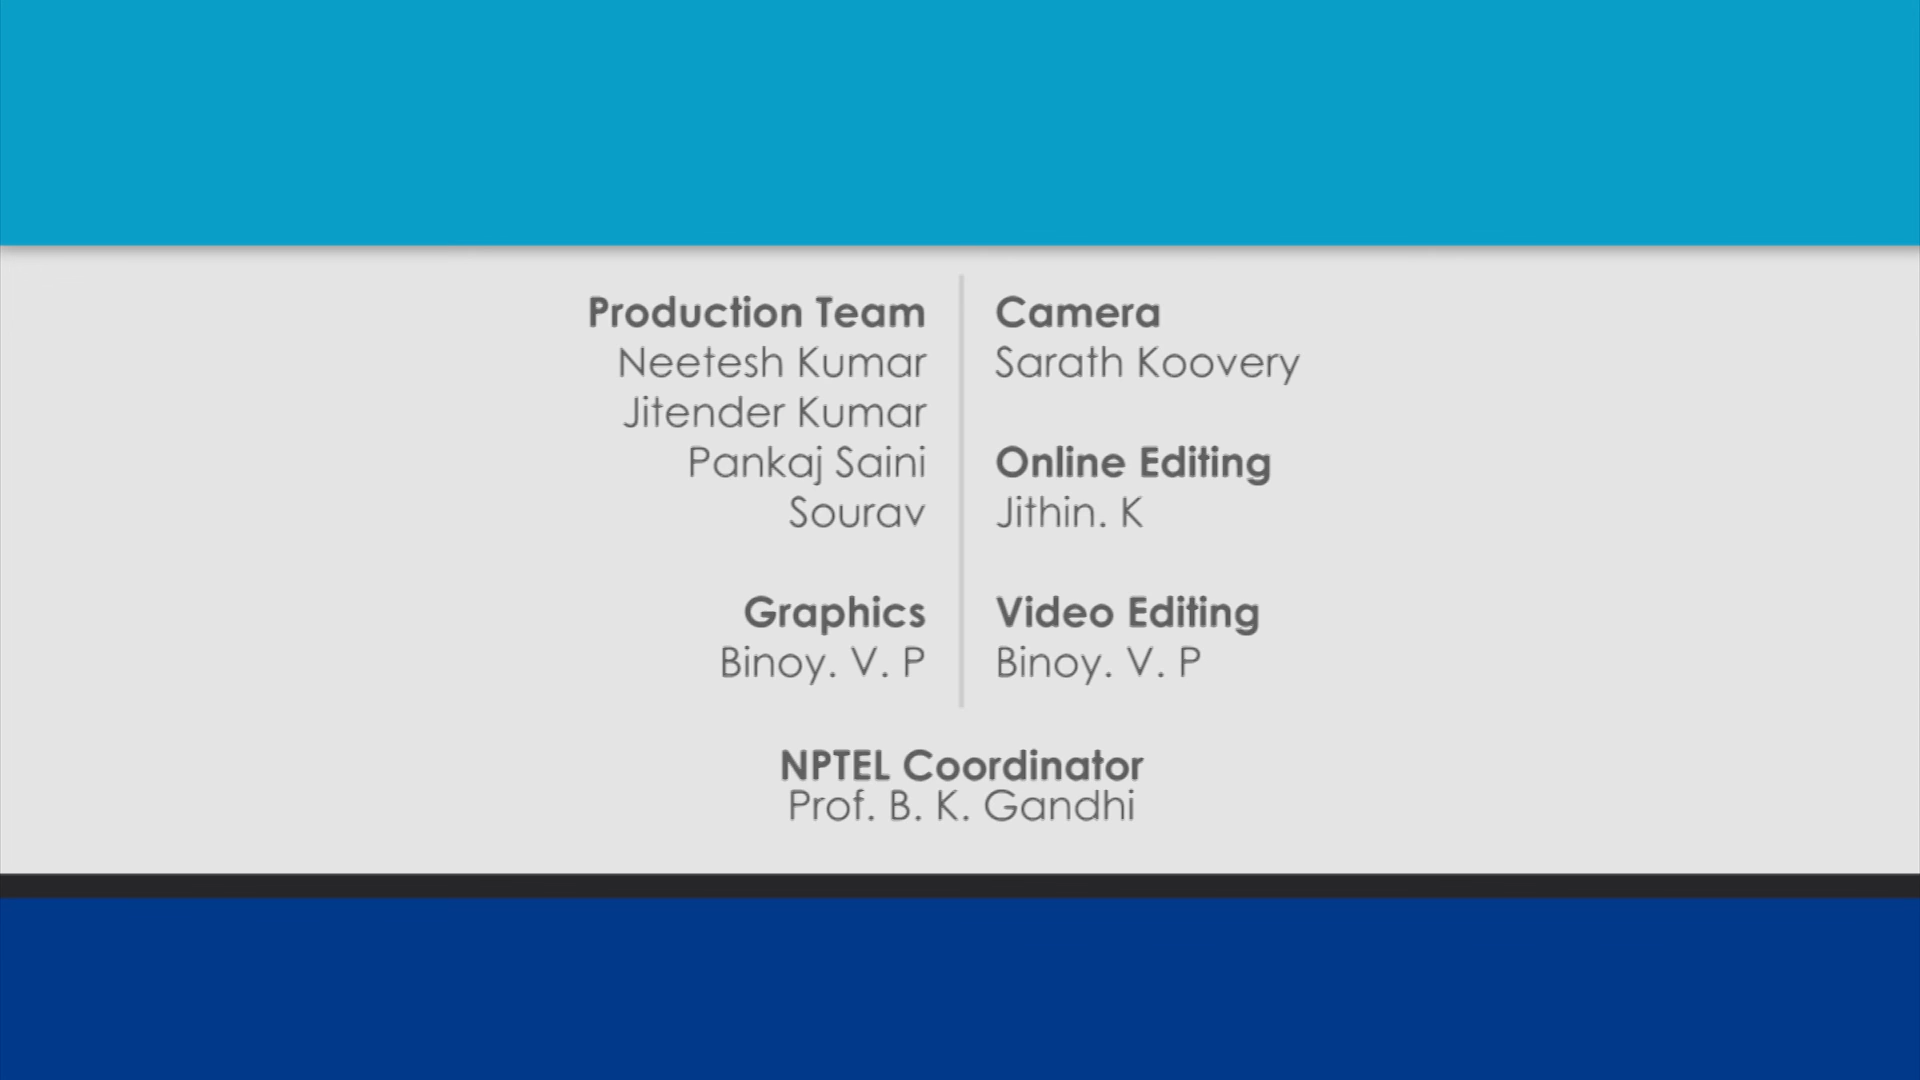 Production Team
Neetesh Kumar
Jitender Kumar
Pankaj Saini
Sourav
Graphics
Binoy. V. P
Camera
Sarath Koovery
Online Editing
Jithin. K
Video Editing
Binoy. V. P
NPTEL Coordinator
Prof. B. K. Gandhi